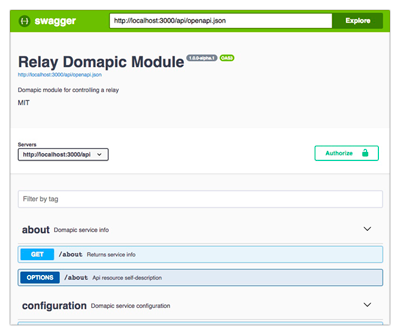 swagger
http://localhost:3000/api/openapi.json
Explore
Relay Domapic Module 1.0.0-alpha.1 OAS3
http://localhost:3000/api/openapi.json
Domapic module for controlling a relay
MIT
Servers
http://localhost:3000/api
Authorize
Filter by tag
about Domapic service info
GET /about Returns service info
OPTIONS /about Api resource self-description
configuration Domapic service configuration